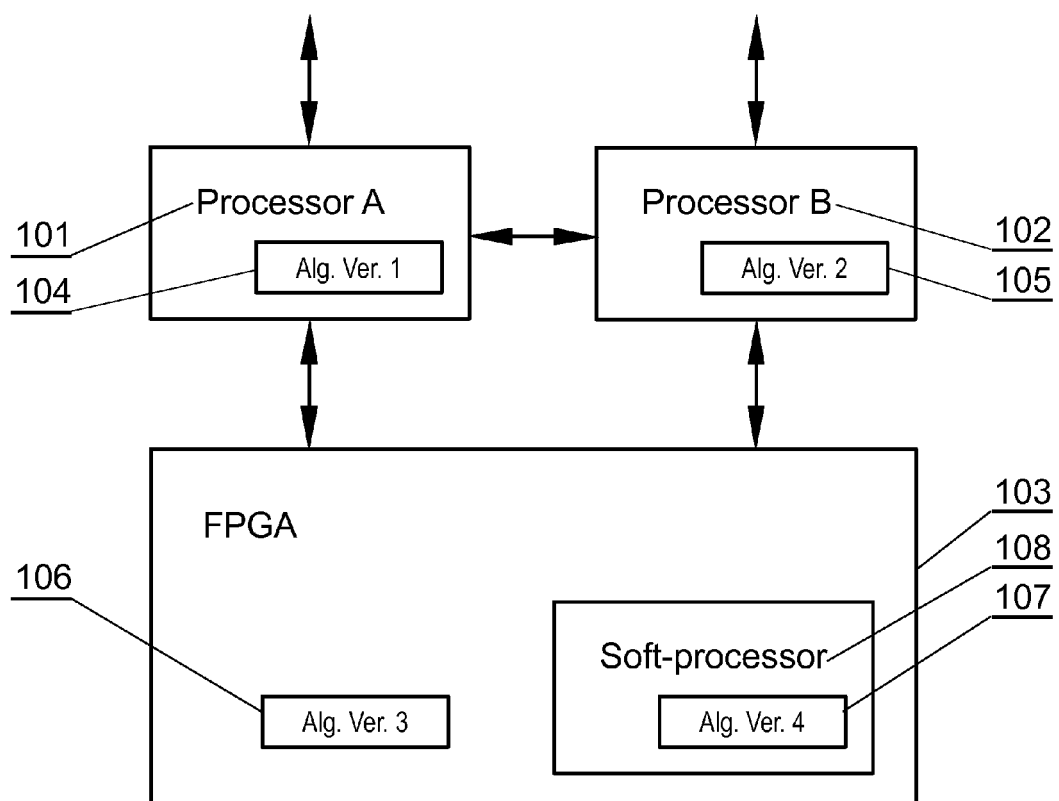 Processor A
Processor B
101
102
Alg. Ver. 1
Alg. Ver. 2
104
105
FPGA
103
106
108
107
Soft-processor
Alg. Ver. 3
Alg. Ver. 4